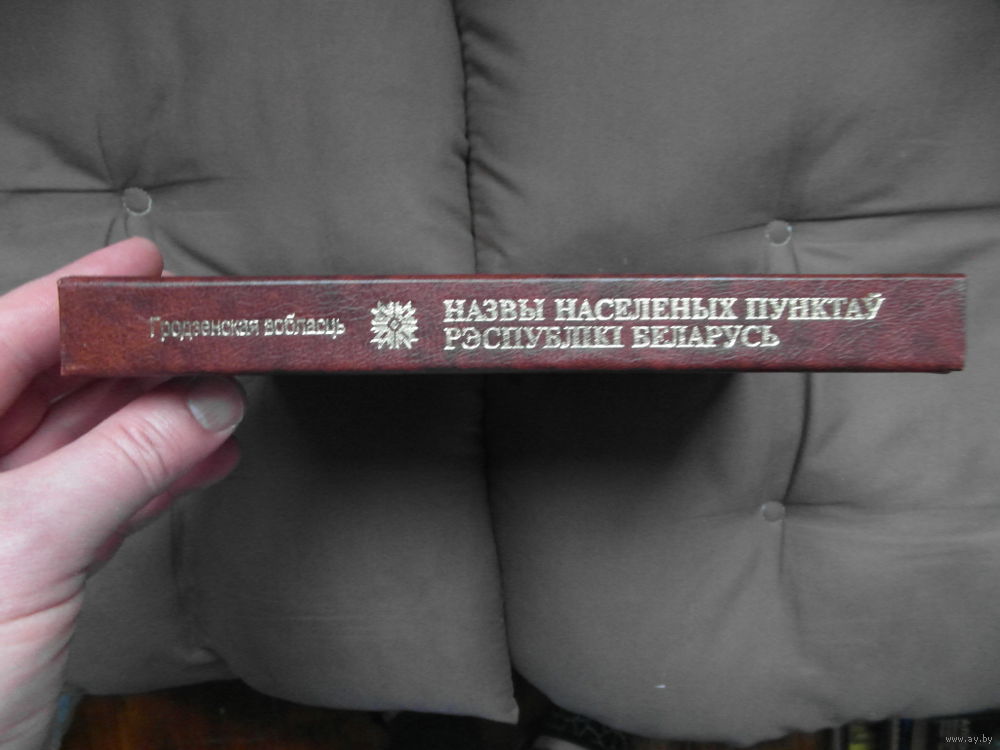 Гродзенская вобласць
НАЗВЫ НАСЕЛЕНЫХ ПУНКТАЎ
РЭСПУБЛІКІ БЕЛАРУСЬ
www.ay.by